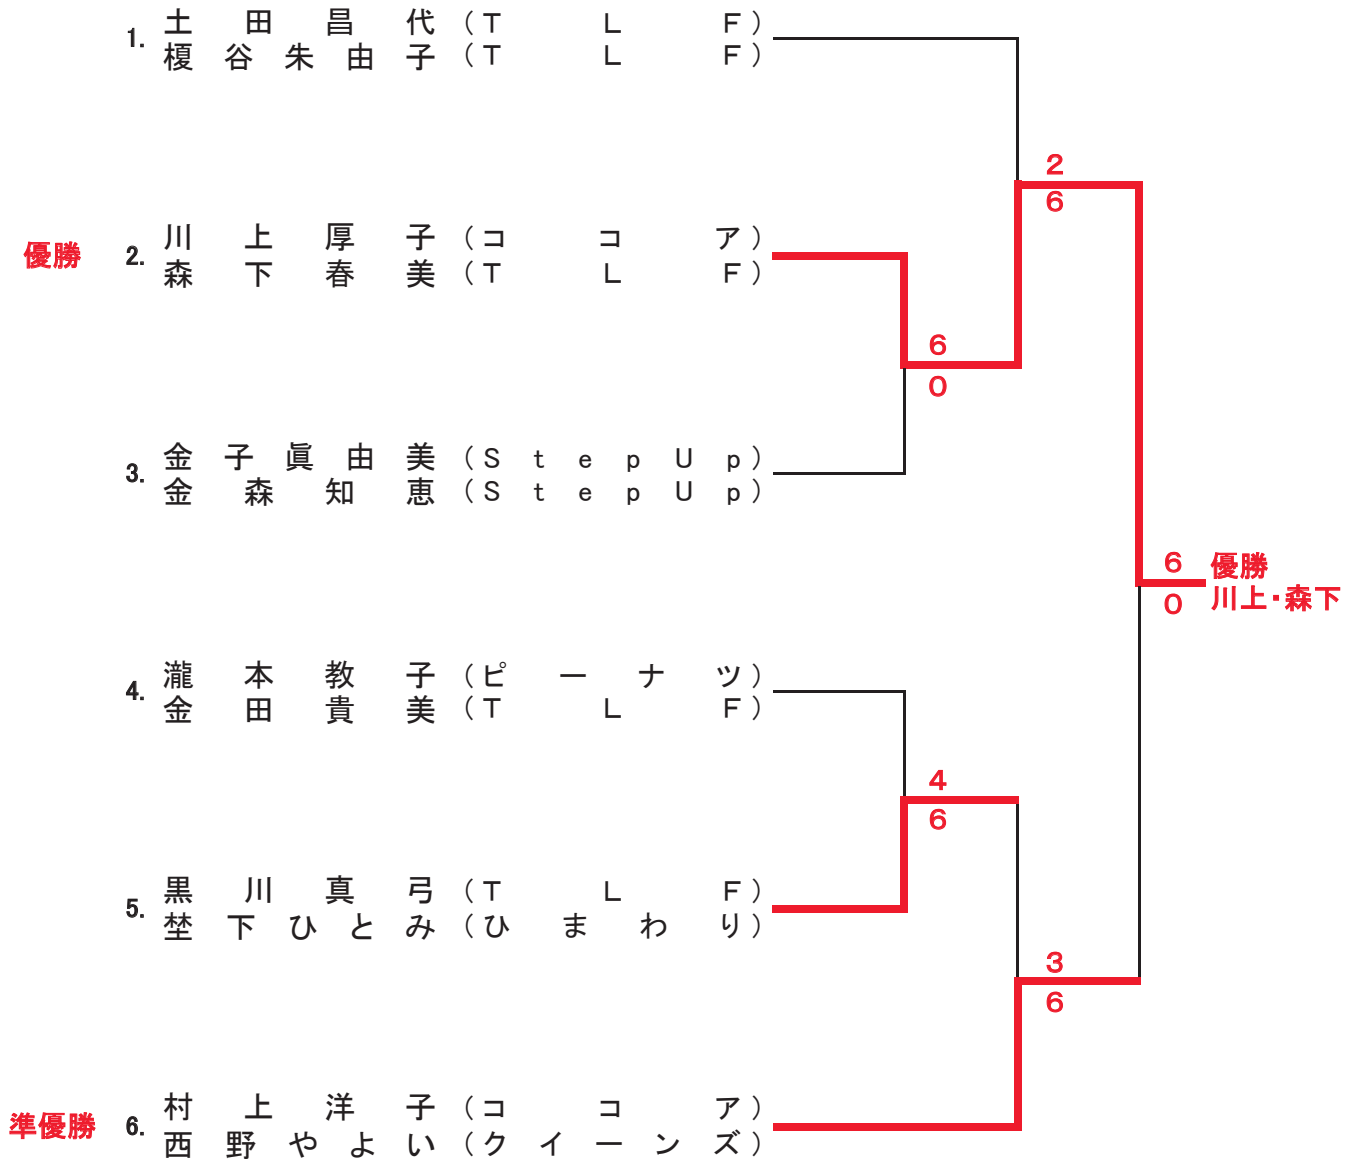 1. 土田昌代 (TLF)
榎谷朱由子 (TLF)
2
6
優勝 2. 川上厚子 (ココア)
森下春美 (TLF)
6
0
3. 金子眞由美 (StepUp)
金森知恵 (StepUp)
6 優勝
0 川上・森下
4. 瀧本教子 (ピーナツ)
金田貴美 (TLF)
4
6
5. 黒川真弓 (TLF)
埜下ひとみ (ひまわり)
3
6
準優勝 6. 村上洋子 (ココア)
西野やよい (クイーンズ)